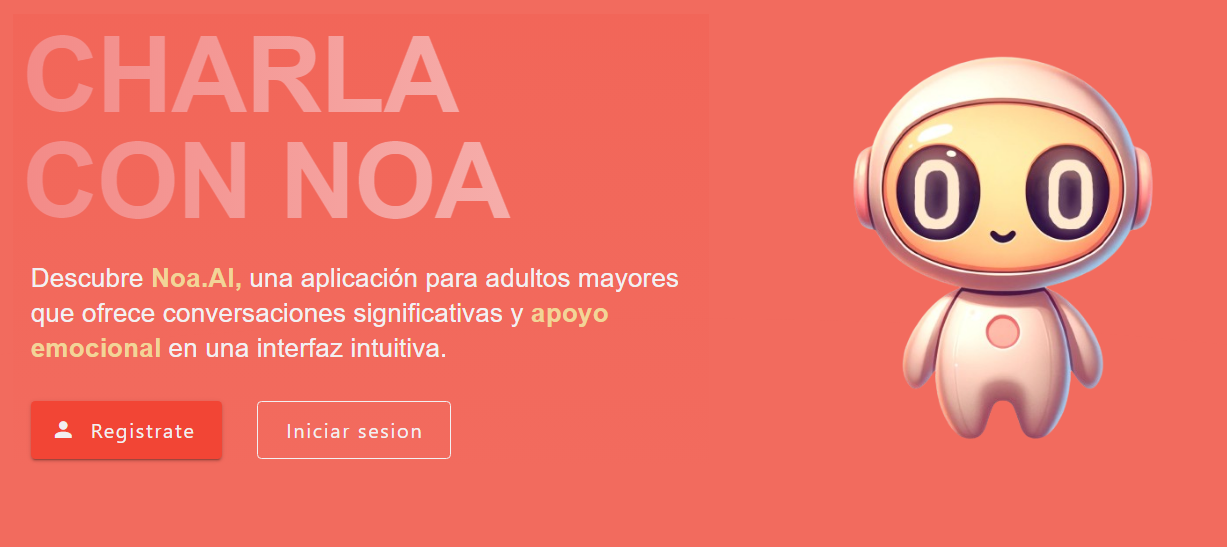 CHARLA
CON NOA
Descubre Noa.AI, una aplicación para adultos mayores
que ofrece conversaciones significativas y apoyo
emocional en una interfaz intuitiva.
Registrate
Iniciar sesion